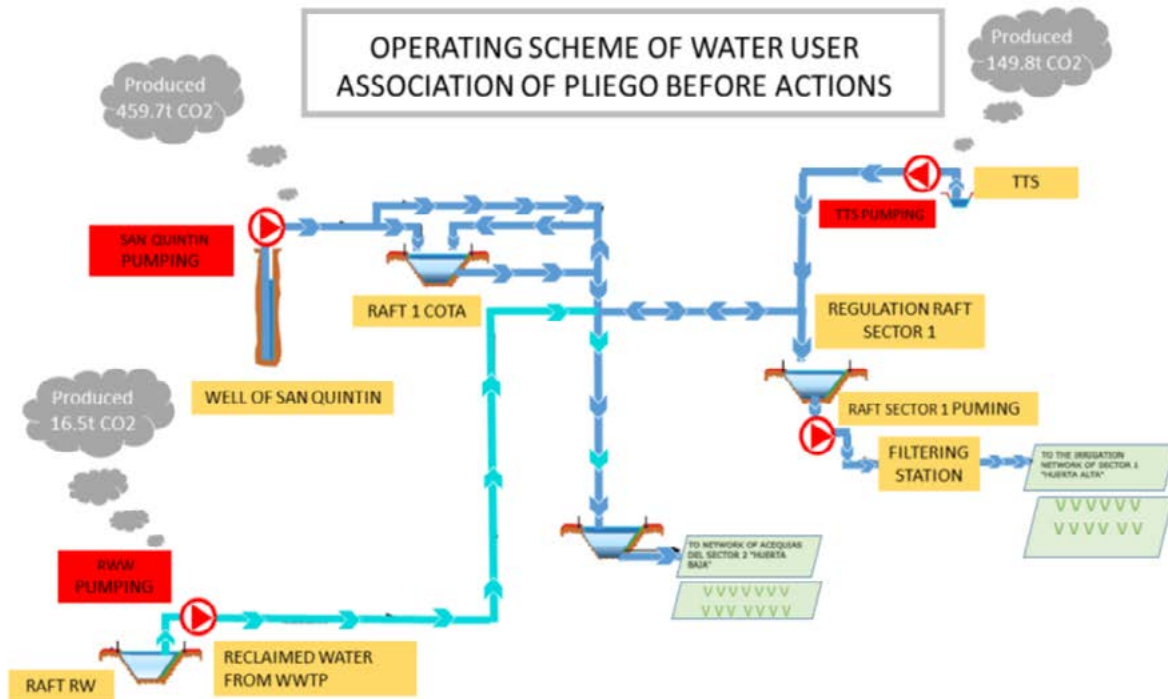 OPERATING SCHEME OF WATER USER
ASSOCIATION OF PLIEGO BEFORE ACTIONS
Produced
459.7t CO2
Produced
149.8t CO2
TTS
TTS PUMPING
SAN QUINTIN
PUMPING
RAFT 1 COTA
REGULATION RAFT
SECTOR 1
WELL OF SAN QUINTIN
Produced
16.5t CO2
RAFT SECTOR 1 PUMING
FILTERING
STATION
TO THE IRRIGATION
NETWORK OF SECTOR 1
"HUERTA ALTA"
TO NETWORK OF ACEQUIAS
DEL SECTOR 2 "HUERTA
BAJA"
RWW
PUMPING
RECLAIMED WATER
FROM WWTP
RAFT RW